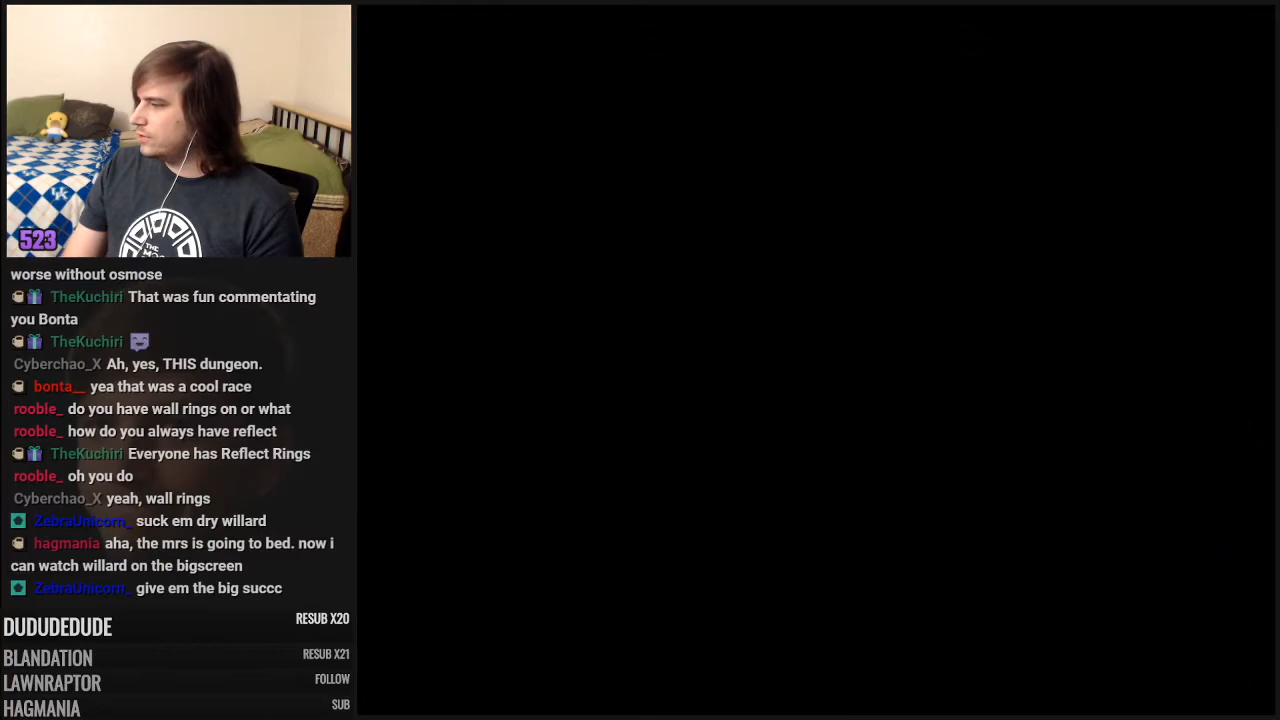 523
worse without osmose
TheKuchiri That was fun commentating
you Bonta
TheKuchiri
Cyberchao_X Ah, yes, THIS dungeon.
bonta__ yea that was a cool race
rooble_ do you have wall rings on or what
rooble_ how do you always have reflect
TheKuchiri Everyone has Reflect Rings
rooble_ oh you do
Cyberchao_X yeah, wall rings
ZebraUnicorn_ suck em dry willard
hagmania aha, the mrs is going to bed. now i
can watch willard on the bigscreen
ZebraUnicorn_ give em the big succc
DUDUDEDUDE RESUB X20
BLANDATION RESUB X21
LAWNRAPTOR FOLLOW
HAGMANIA SUB